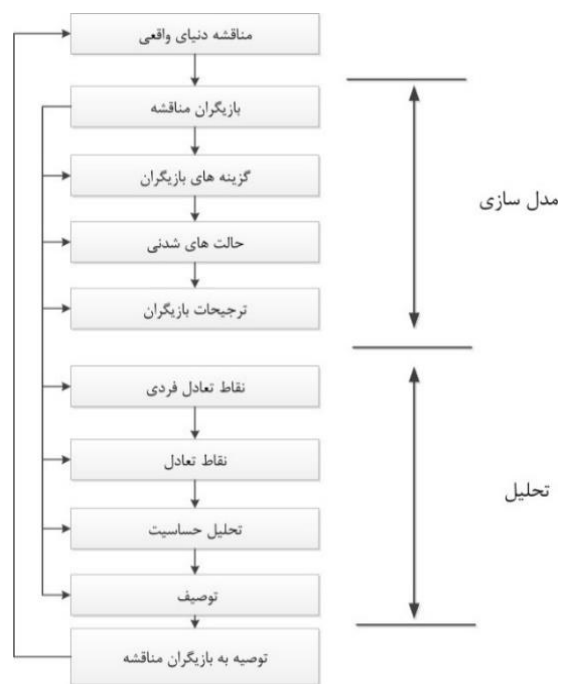 مناقشه دنیای واقعی
بازیگران مناقشه
گزینه های بازیگران
حالت های شدنی
ترجیحات بازیگران
مدل سازی
نقاط تعادل فردی
نقاط تعادل
تحلیل حساسیت
توصیف
توصیه به بازیگران مناقشه
تحلیل